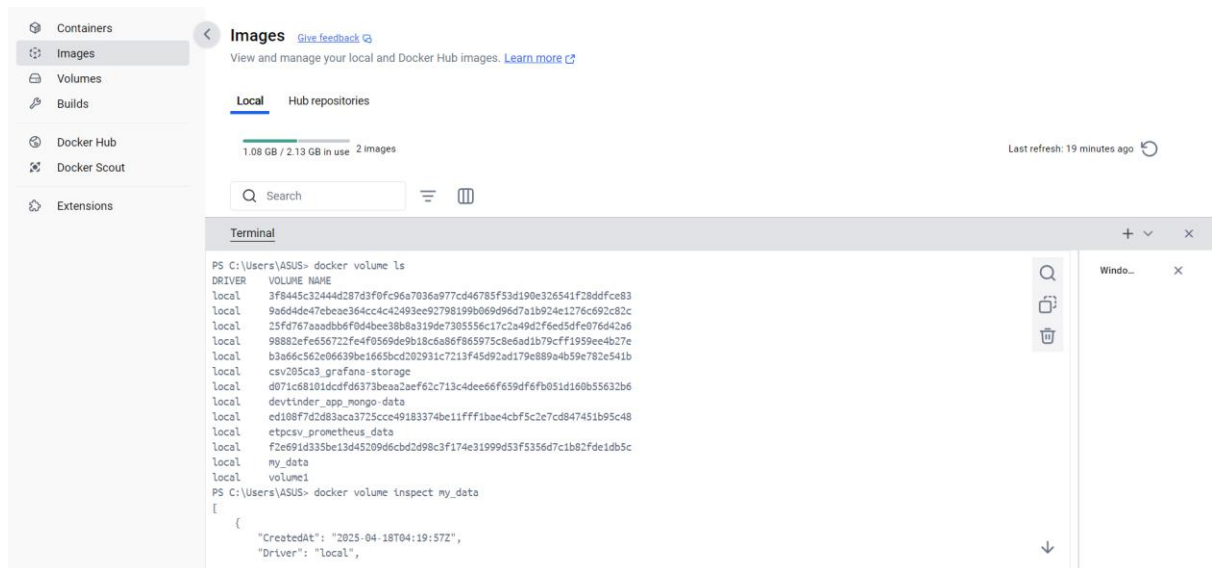 Containers
Images
Volumes
Builds
Docker Hub
Docker Scout
Extensions
Images Give feedback
View and manage your local and Docker Hub images. Learn more
Local Hub repositories
1.08 GB / 2.13 GB in use 2 images
Last refresh: 19 minutes ago
Search
Terminal
PS C:\Users\ASUS> docker volume ls
DRIVER VOLUME NAME
local 3f8445c32444d287d3f0fc96a7036a977cd46785f53d190e326541f28ddfce83
local 9a6d4de47ebeae364cc4c42493ee92798199b069d96d7a1b924e1276c692c82c
local 25fd767aaadbb6f0d4bee38b8a319de7305556c17c2a49d2f6ed5dfe076d42a6
local 98882efe656722fe4f0569de9b18c6a86f865975c8e6ad1b79cff1959ee4b27e
local b3a66c562e06639be1665bcd202931c7213f45d92ad179e889a4b59e782e541b
local csv205ca3_grafana-storage
local d071c68101dcdfd6373beaa2aef62c713c4dee66f659df6fb051d160b55632b6
local devtinder_app_mongo-data
local ed108f7d2d83aca3725cce49183374be11fff1bae4cbf5c2e7cd847451b95c48
local etpcsv_prometheus_data
local f2e691d335be13d45209d6cbd2d98c3f174e31999d53f5356d7c1b82fde1db5c
local my_data
local volume1
PS C:\Users\ASUS> docker volume inspect my_data
[
{
"CreatedAt": "2025-04-18T04:19:57Z",
"Driver": "local",
Windo...